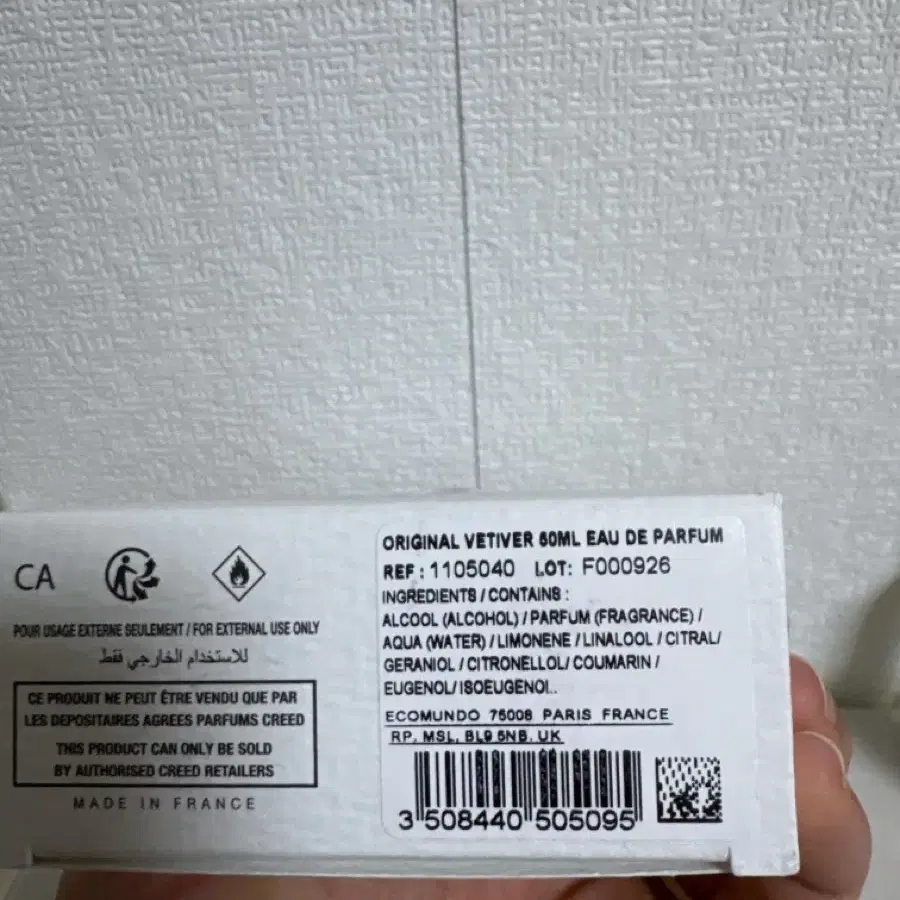 CA
POUR USAGE EXTERNE SEULEMENT / FOR EXTERNAL USE ONLY
للاستخدام الخارجي فقط
CE PRODUIT NE PEUT ÊTRE VENDU QUE PAR
LES DEPOSITAIRES AGREES PARFUMS CREED
THIS PRODUCT CAN ONLY BE SOLD
BY AUTHORISED CREED RETAILERS
MADE IN FRANCE
ORIGINAL VETIVER 50ML EAU DE PARFUM
REF : 1105040 LOT: F000926
INGREDIENTS / CONTAINS :
ALCOOL (ALCOHOL) / PARFUM (FRAGRANCE) /
AQUA (WATER) / LIMONENE / LINALOOL / CITRAL/
GERANIOL / CITRONELLOL/ COUMARIN /
EUGENOL/ ISOEUGENOL.
ECOMUNDO 75008 PARIS FRANCE
RP, MSL, BL9 5NB, UK
3 508440 505095